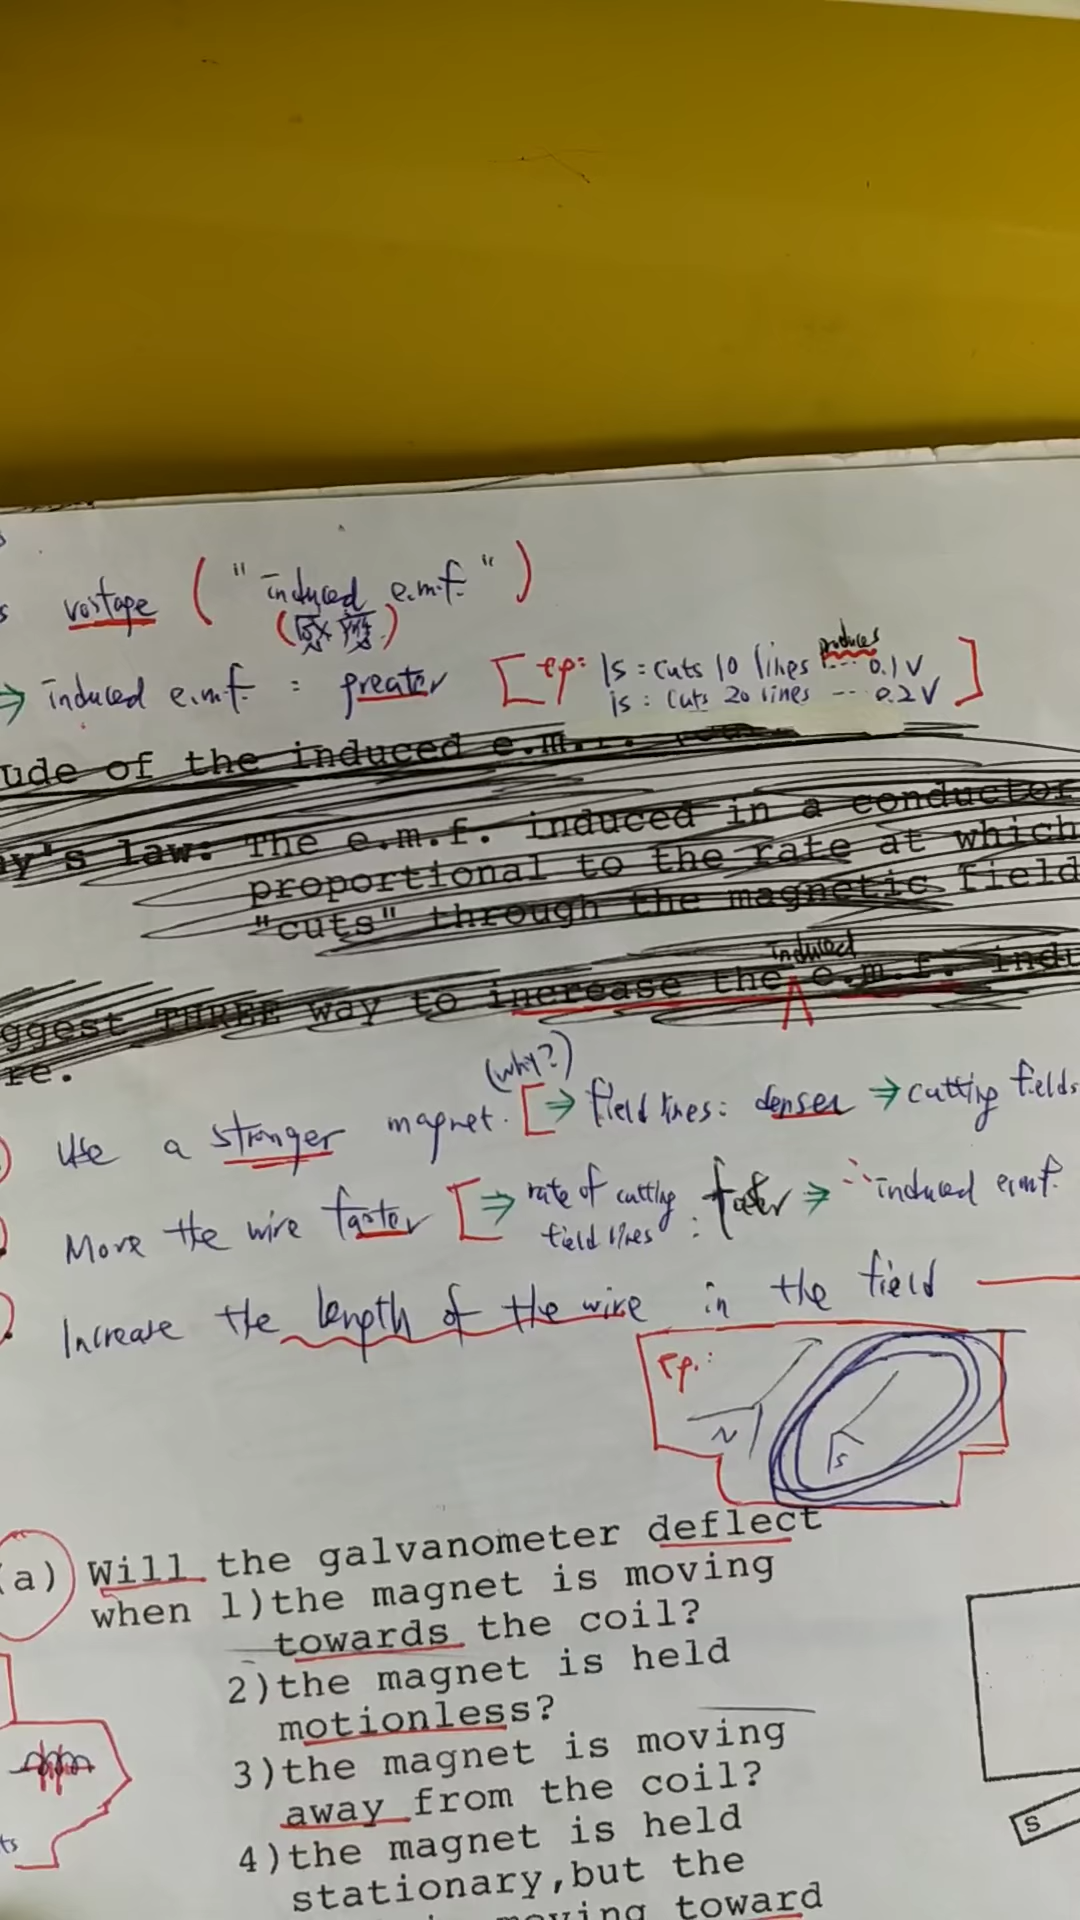 voltage ("induced e.m.f.")
⇒ induced e.m.f. : greater [eg: 1s : cuts 10 lines produces --- 0.1V
1s : cuts 20 lines --- 0.2V]
ude of the induced e.m.f.
y's law: The e.m.f. induced in a conductor
proportional to the rate at which
"cuts" through the magnetic field
ggest THREE way to increase the induced e.m.f. indu
re.
(why?)
Use a stronger magnet. [⇒ field lines: denser ⇒ cutting fields
Move the wire faster [⇒ rate of cutting field lines : faster ⇒ ∴ induced e.m.f.
Increase the length of the wire in the field
eg.:
N
S
(a) Will the galvanometer deflect
when 1)the magnet is moving
towards the coil?
2)the magnet is held
motionless?
3)the magnet is moving
away from the coil?
4)the magnet is held
stationary,but the
moving toward
S
ts